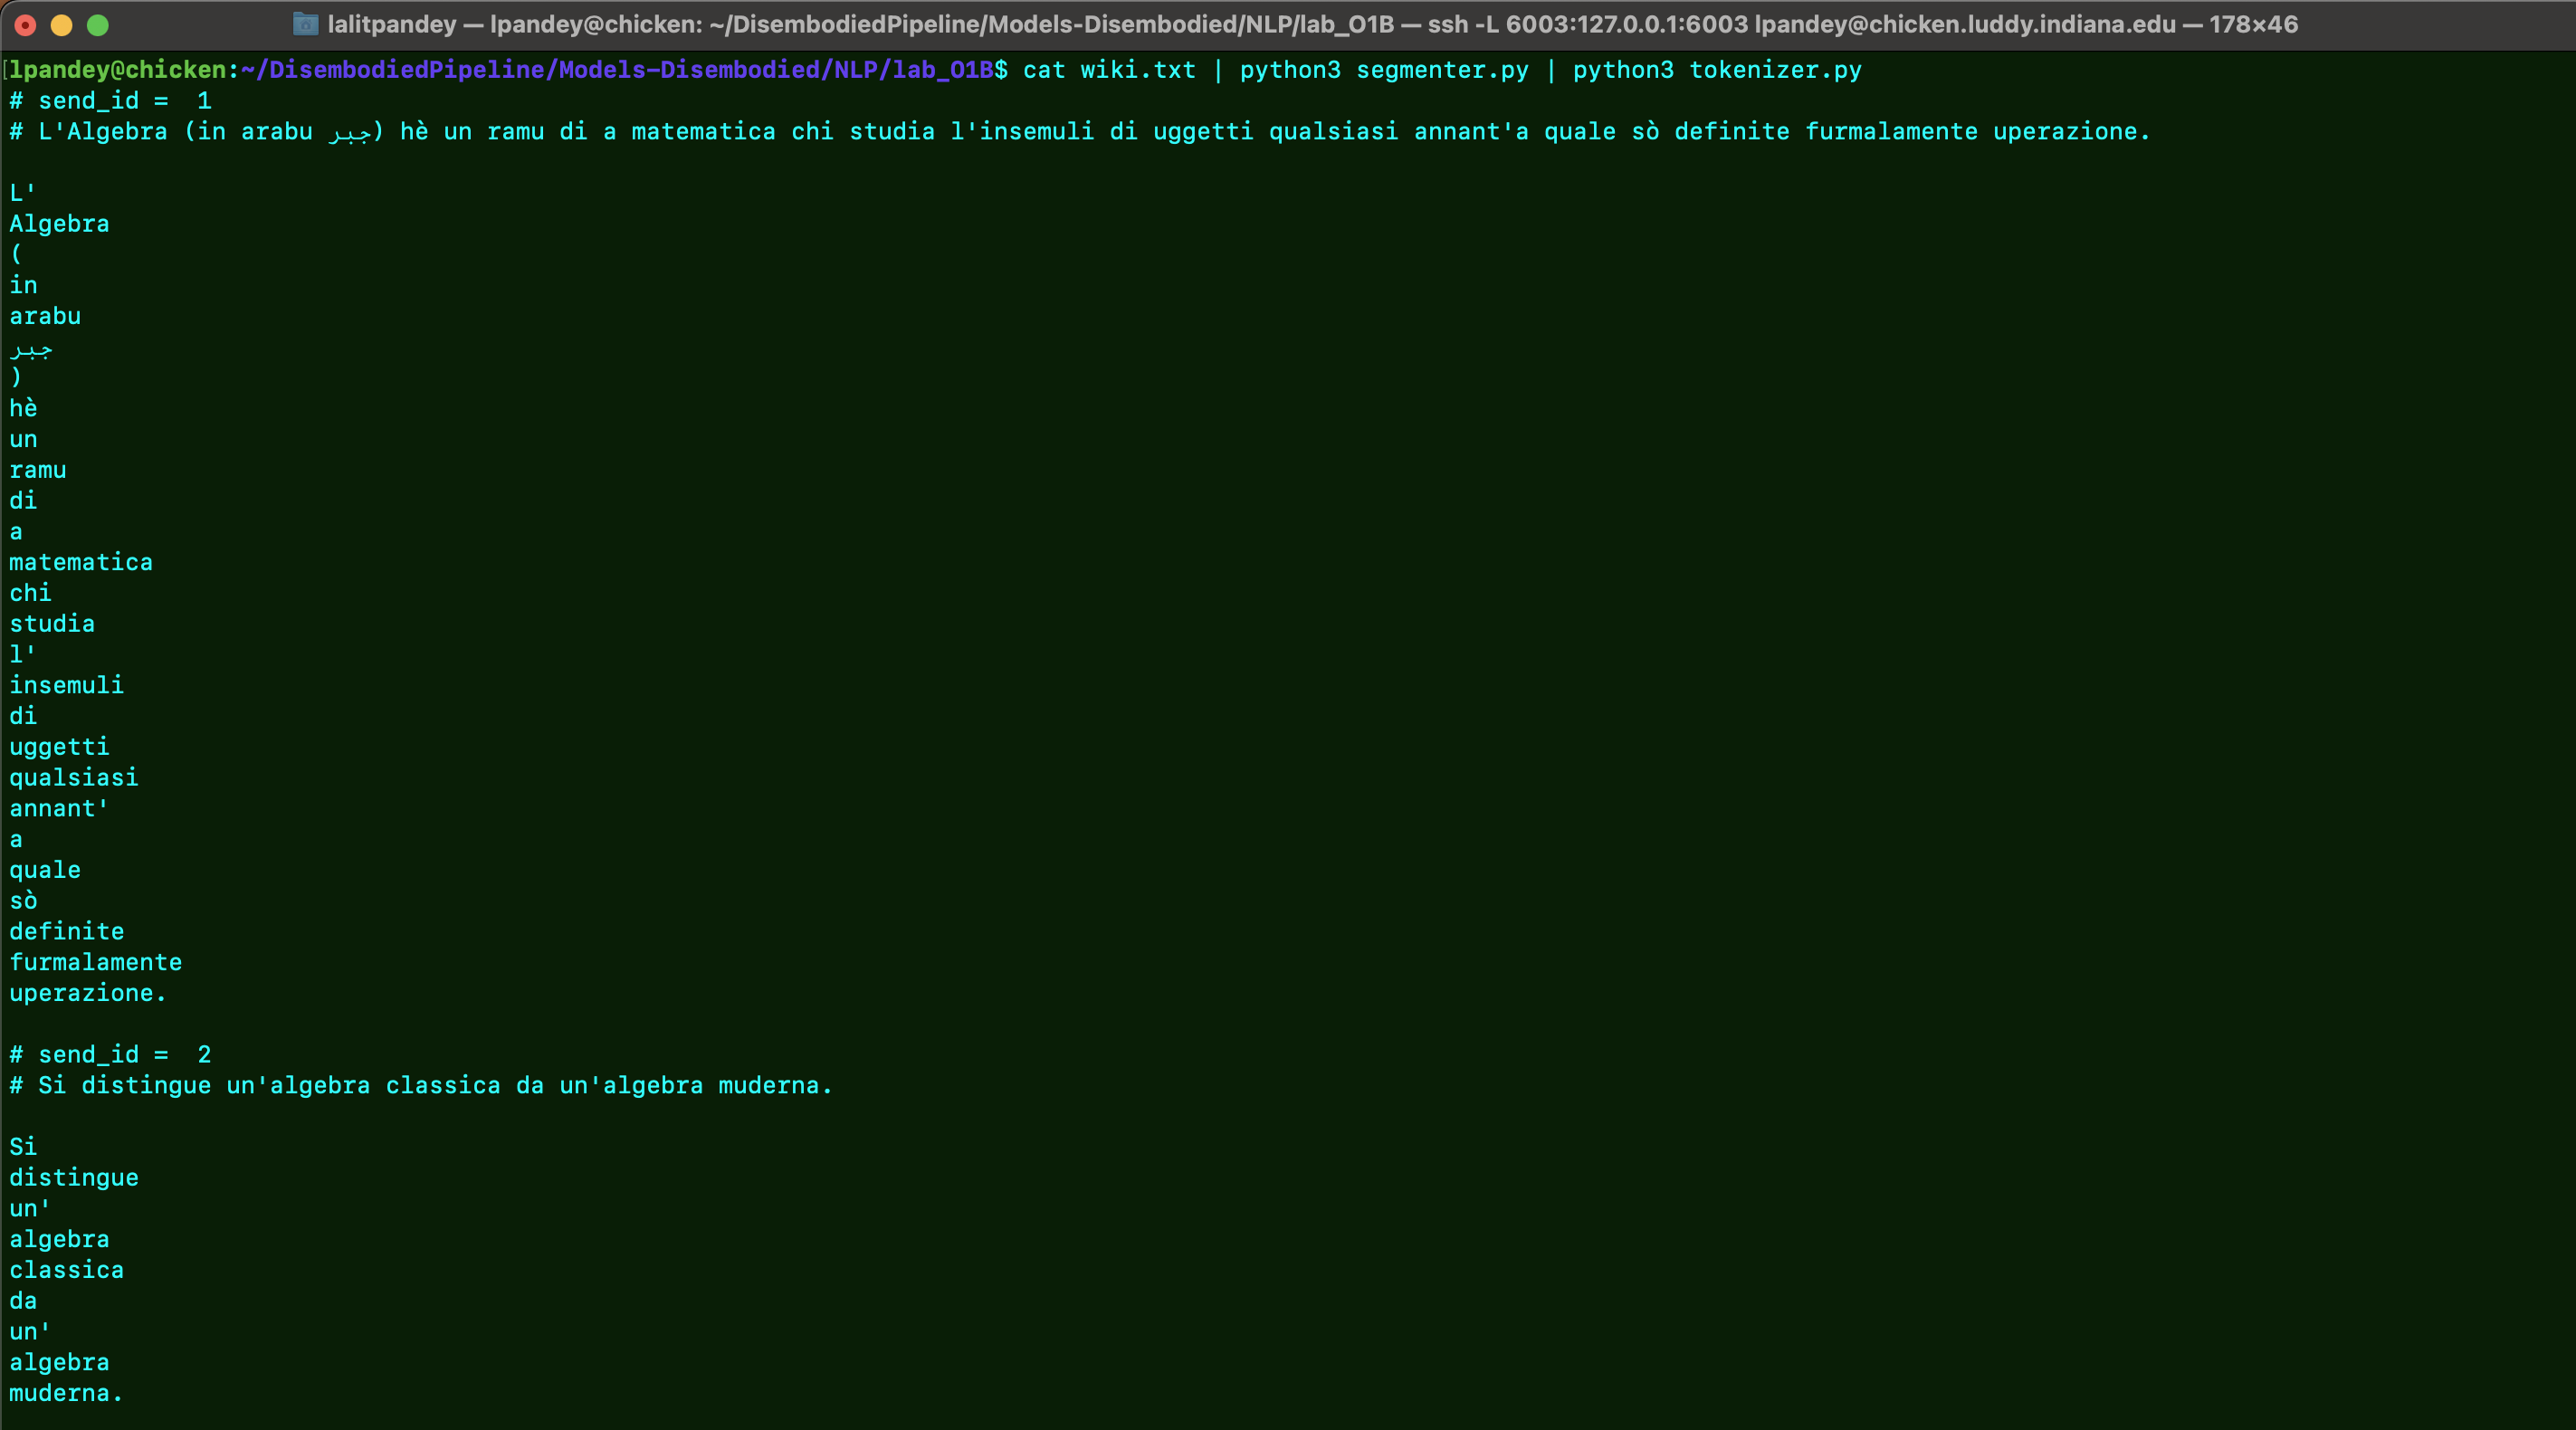 lalitpandey — lpandey@chicken: ~/DisembodiedPipeline/Models-Disembodied/NLP/lab_01B — ssh -L 6003:127.0.0.1:6003 lpandey@chicken.luddy.indiana.edu — 178×46
[lpandey@chicken:~/DisembodiedPipeline/Models-Disembodied/NLP/lab_01B$ cat wiki.txt | python3 segmenter.py | python3 tokenizer.py
# send_id =  1
# L'Algebra (in arabu جبر) hè un ramu di a matematica chi studia l'insemuli di uggetti qualsiasi annant'a quale sò definite furmalamente uperazione.
L'
Algebra
(
in
arabu
جبر
)
hè
un
ramu
di
a
matematica
chi
studia
l'
insemuli
di
uggetti
qualsiasi
annant'
a
quale
sò
definite
furmalamente
uperazione.
# send_id =  2
# Si distingue un'algebra classica da un'algebra muderna.
Si
distingue
un'
algebra
classica
da
un'
algebra
muderna.